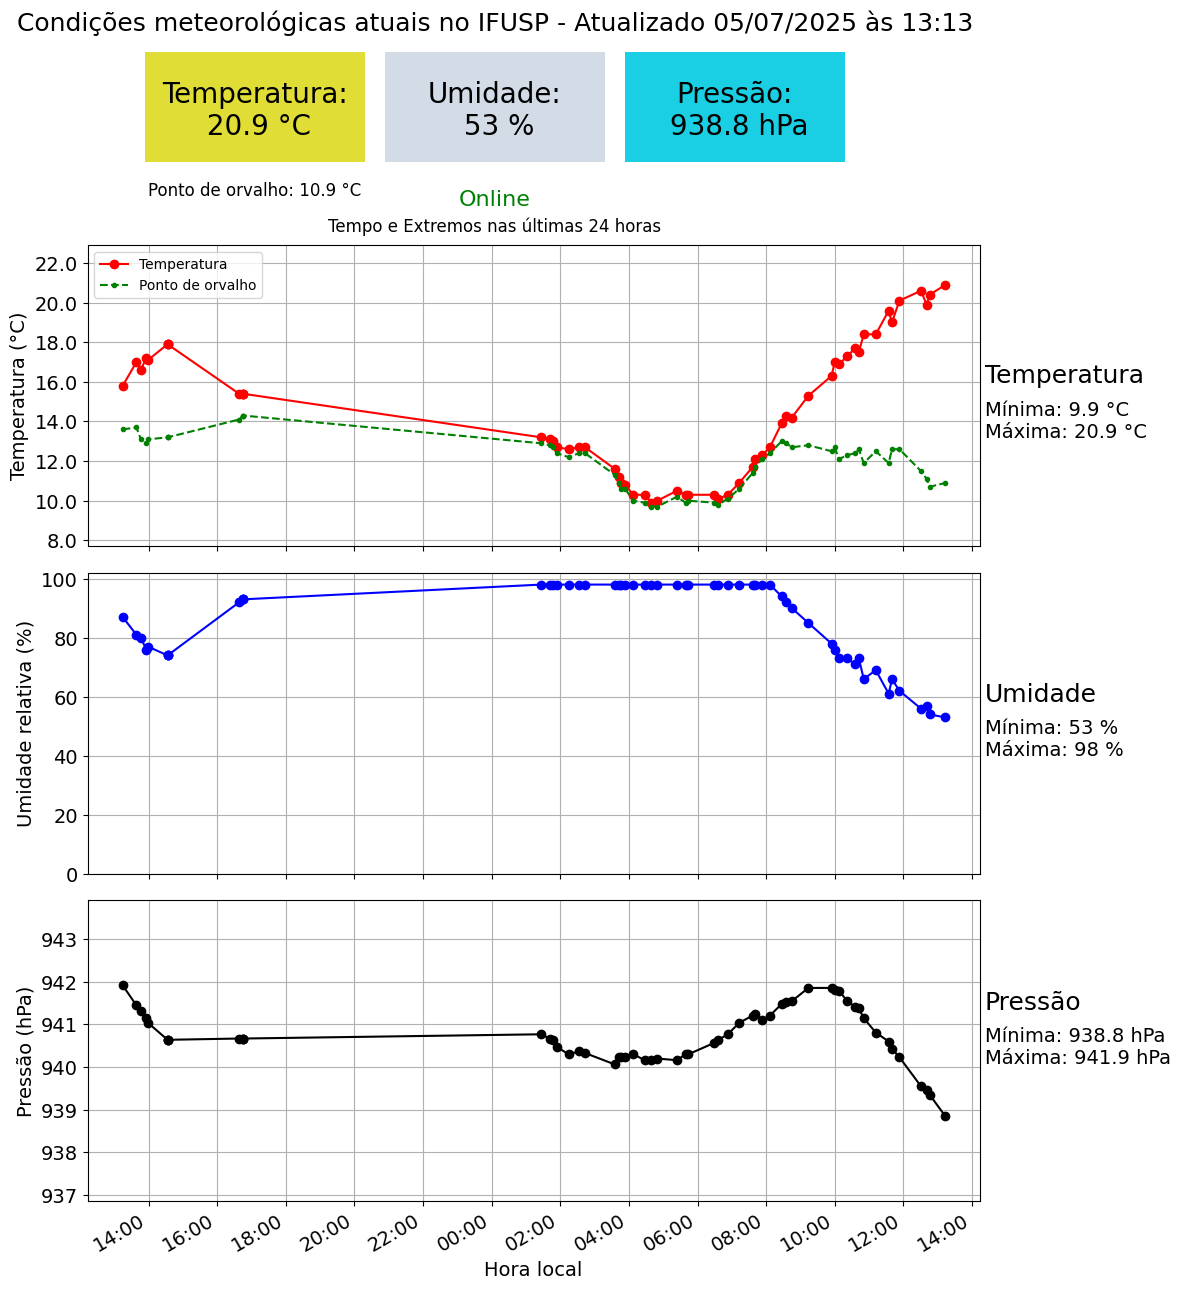 Condições meteorológicas atuais no IFUSP - Atualizado 05/07/2025 às 13:13
Temperatura:
20.9 °C
Umidade:
53 %
Pressão:
938.8 hPa
Ponto de orvalho: 10.9 °C
Online
Tempo e Extremos nas últimas 24 horas
Temperatura (°C)
22.0
20.0
18.0
16.0
14.0
12.0
10.0
8.0
Temperatura
Ponto de orvalho
Temperatura
Mínima: 9.9 °C
Máxima: 20.9 °C
Umidade relativa (%)
100
80
60
40
20
0
Umidade
Mínima: 53 %
Máxima: 98 %
Pressão (hPa)
943
942
941
940
939
938
937
Pressão
Mínima: 938.8 hPa
Máxima: 941.9 hPa
14:00 16:00 18:00 20:00 22:00 00:00 02:00 04:00 06:00 08:00 10:00 12:00 14:00
Hora local